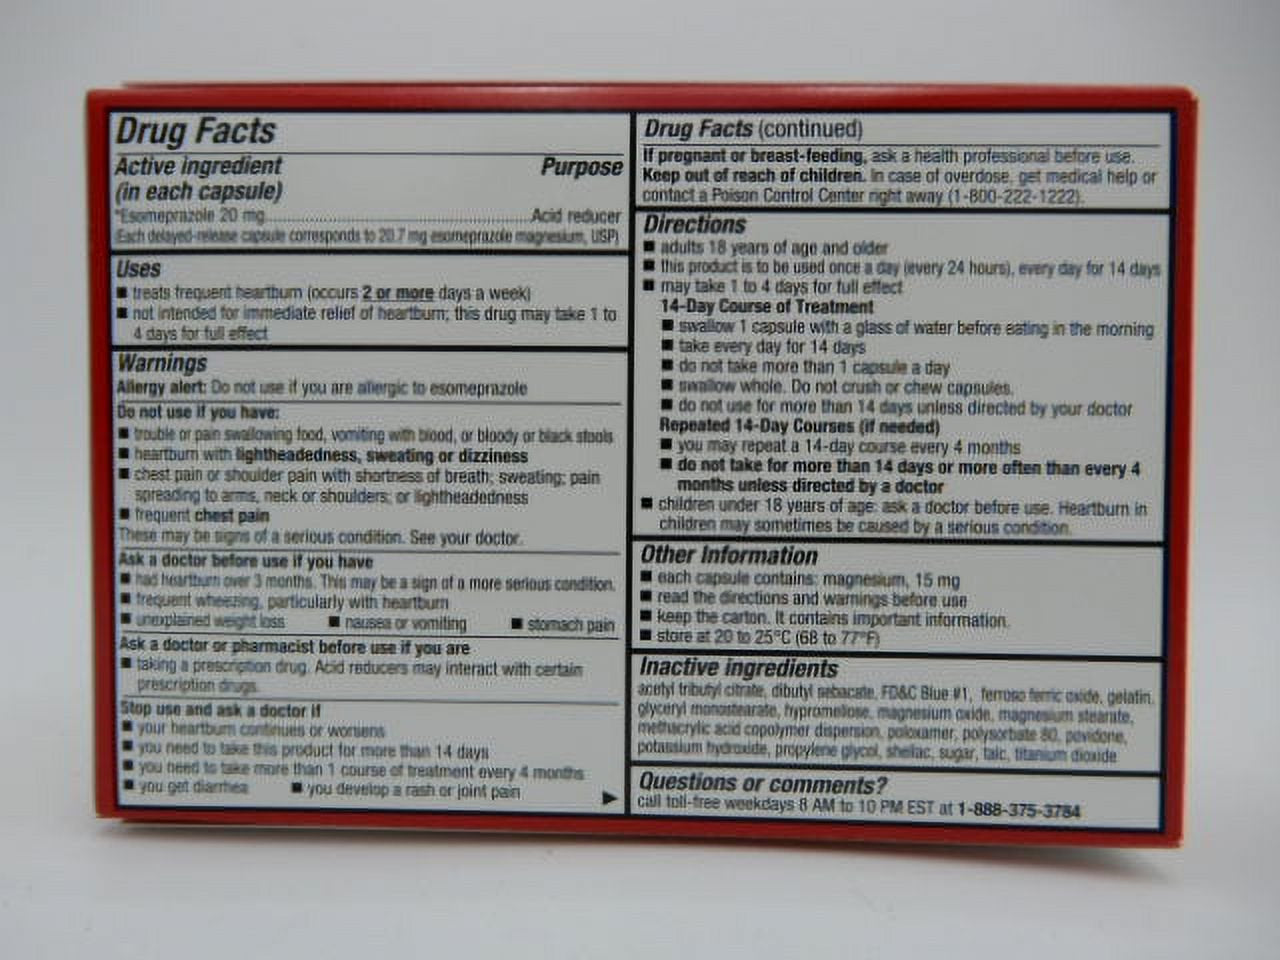 Drug Facts
Active ingredient Purpose
(in each capsule)
*Esomeprazole 20 mg..........Acid reducer
(Each delayed-release capsule corresponds to 20.7 mg esomeprazole magnesium, USP)
Uses
■ treats frequent heartburn (occurs 2 or more days a week)
■ not intended for immediate relief of heartburn; this drug may take 1 to
4 days for full effect
Warnings
Allergy alert: Do not use if you are allergic to esomeprazole
Do not use if you have:
■ trouble or pain swallowing food, vomiting with blood, or bloody or black stools
■ heartburn with lightheadedness, sweating or dizziness
■ chest pain or shoulder pain with shortness of breath; sweating; pain
spreading to arms, neck or shoulders; or lightheadedness
■ frequent chest pain
These may be signs of a serious condition. See your doctor.
Ask a doctor before use if you have
■ had heartburn over 3 months. This may be a sign of a more serious condition.
■ frequent wheezing, particularly with heartburn
■ unexplained weight loss ■ nausea or vomiting ■ stomach pain
Ask a doctor or pharmacist before use if you are
■ taking a prescription drug. Acid reducers may interact with certain
prescription drugs.
Stop use and ask a doctor if
■ your heartburn continues or worsens
■ you need to take this product for more than 14 days
■ you need to take more than 1 course of treatment every 4 months
■ you get diarrhea ■ you develop a rash or joint pain
Drug Facts (continued)
If pregnant or breast-feeding, ask a health professional before use.
Keep out of reach of children. In case of overdose, get medical help or
contact a Poison Control Center right away (1-800-222-1222).
Directions
■ adults 18 years of age and older
■ this product is to be used once a day (every 24 hours), every day for 14 days
■ may take 1 to 4 days for full effect
14-Day Course of Treatment
■ swallow 1 capsule with a glass of water before eating in the morning
■ take every day for 14 days
■ do not take more than 1 capsule a day
■ swallow whole. Do not crush or chew capsules.
■ do not use for more than 14 days unless directed by your doctor
Repeated 14-Day Courses (if needed)
■ you may repeat a 14-day course every 4 months
■ do not take for more than 14 days or more often than every 4
months unless directed by a doctor
■ children under 18 years of age: ask a doctor before use. Heartburn in
children may sometimes be caused by a serious condition.
Other Information
■ each capsule contains: magnesium, 15 mg
■ read the directions and warnings before use
■ keep the carton. It contains important information.
■ store at 20 to 25°C (68 to 77°F)
Inactive ingredients
acetyl tributyl citrate, dibutyl sebacate, FD&C Blue #1, ferroso ferric oxide, gelatin,
glyceryl monostearate, hypromellose, magnesium oxide, magnesium stearate,
methacrylic acid copolymer dispersion, poloxamer, polysorbate 80, povidone,
potassium hydroxide, propylene glycol, shellac, sugar, talc, titanium dioxide
Questions or comments?
call toll-free weekdays 8 AM to 10 PM EST at 1-888-375-3784